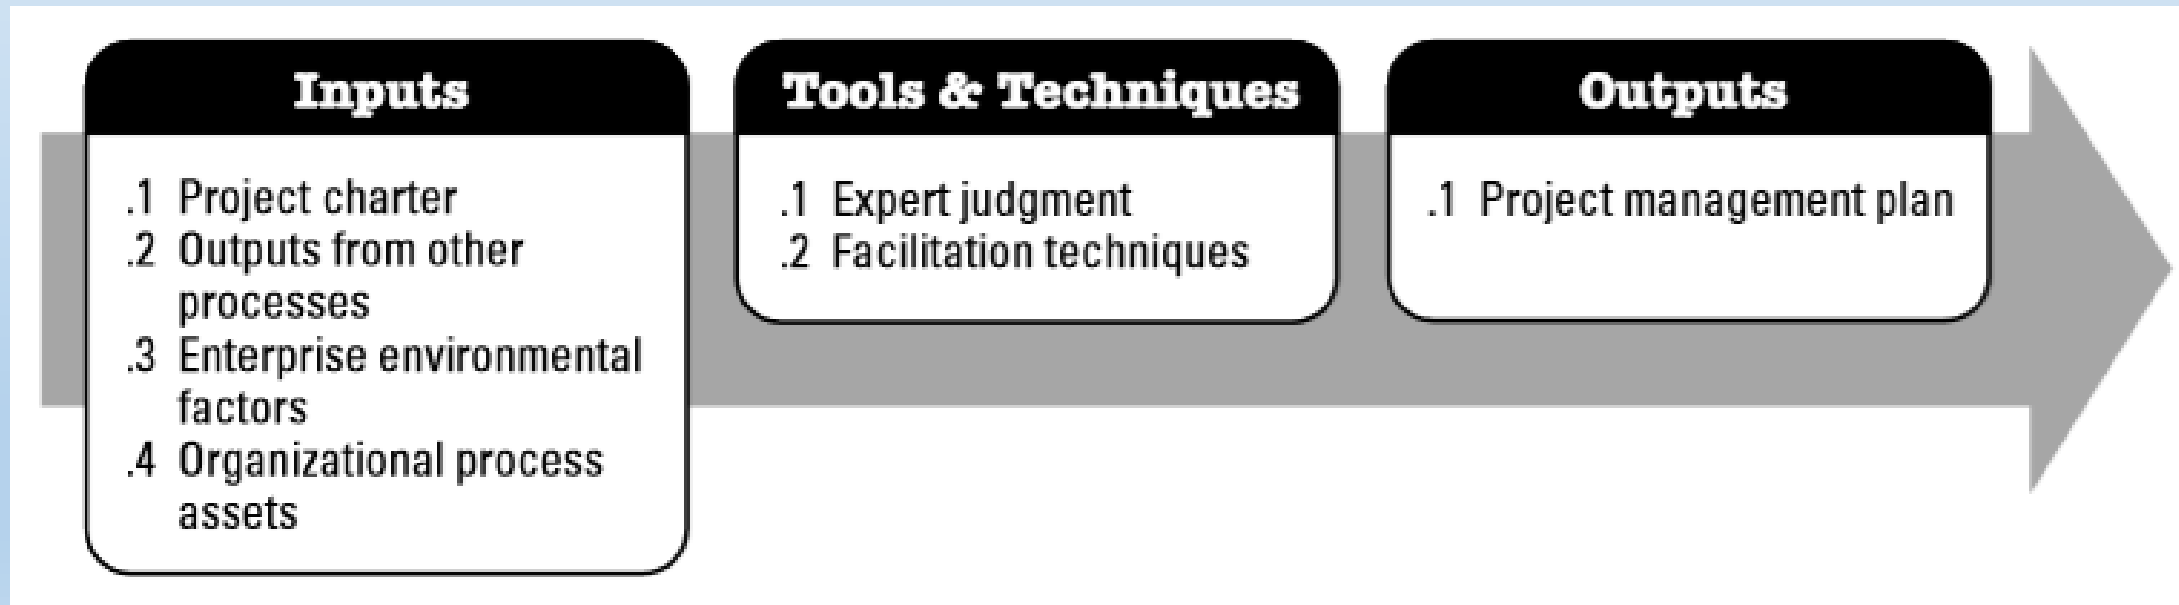 Inputs
.1 Project charter
.2 Outputs from other
processes
.3 Enterprise environmental
factors
.4 Organizational process
assets
Tools & Techniques
.1 Expert judgment
.2 Facilitation techniques
Outputs
.1 Project management plan